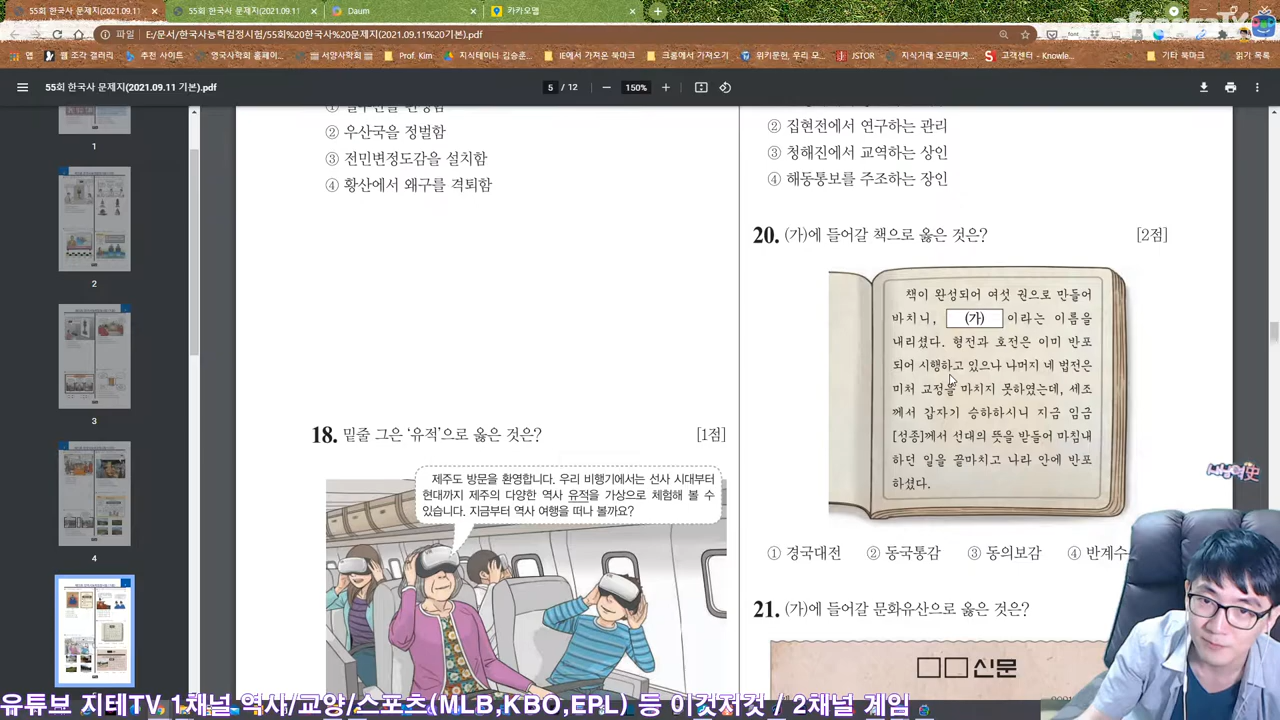 55회 한국사 문제지(2021.09.11
55회 한국사 문제지(2021.09.11
Daum
카카오맵
afreecaTV
파일
E:/문서/한국사능력검정시험/55회%20한국사%20문제지(2021.09.11%20기본).pdf
앱
웹 조각 갤러리
추천 사이트
영국사학회 홈페이...
서양사학회
Prof. Kim
지식테이너 김승훈...
IE에서 가져온 북마크
크롬에서 가져오기
위키문헌, 우리 모...
JSTOR
지식거래 오픈마켓...
고객센터 - Knowle...
기타 북마크
읽기 목록
55회 한국사 문제지(2021.09.11 기본).pdf
5 / 12
150%
1
2
3
4
② 우산국을 정벌함
③ 전민변정도감을 설치함
④ 황산에서 왜구를 격퇴함
18. 밑줄 그은 ‘유적’으로 옳은 것은? [1점]
제주도 방문을 환영합니다. 우리 비행기에서는 선사 시대부터
현대까지 제주의 다양한 역사 유적을 가상으로 체험해 볼 수
있습니다. 지금부터 역사 여행을 떠나 볼까요?
② 집현전에서 연구하는 관리
③ 청해진에서 교역하는 상인
④ 해동통보를 주조하는 장인
20. (가)에 들어갈 책으로 옳은 것은? [2점]
책이 완성되어 여섯 권으로 만들어
바치니, (가) 이라는 이름을
내리셨다. 형전과 호전은 이미 반포
되어 시행하고 있으나 나머지 네 법전은
미처 교정을 마치지 못하였는데, 세조
께서 갑자기 승하하시니 지금 임금
[성종]께서 선대의 뜻을 받들어 마침내
하던 일을 끝마치고 나라 안에 반포
하셨다.
① 경국대전 ② 동국통감 ③ 동의보감 ④ 반계수
21. (가)에 들어갈 문화유산으로 옳은 것은?
□□신문
유튜브 지테TV 1채널 역사/교양/스포츠(MLB,KBO,EPL) 등 이것저것 / 2채널 게임